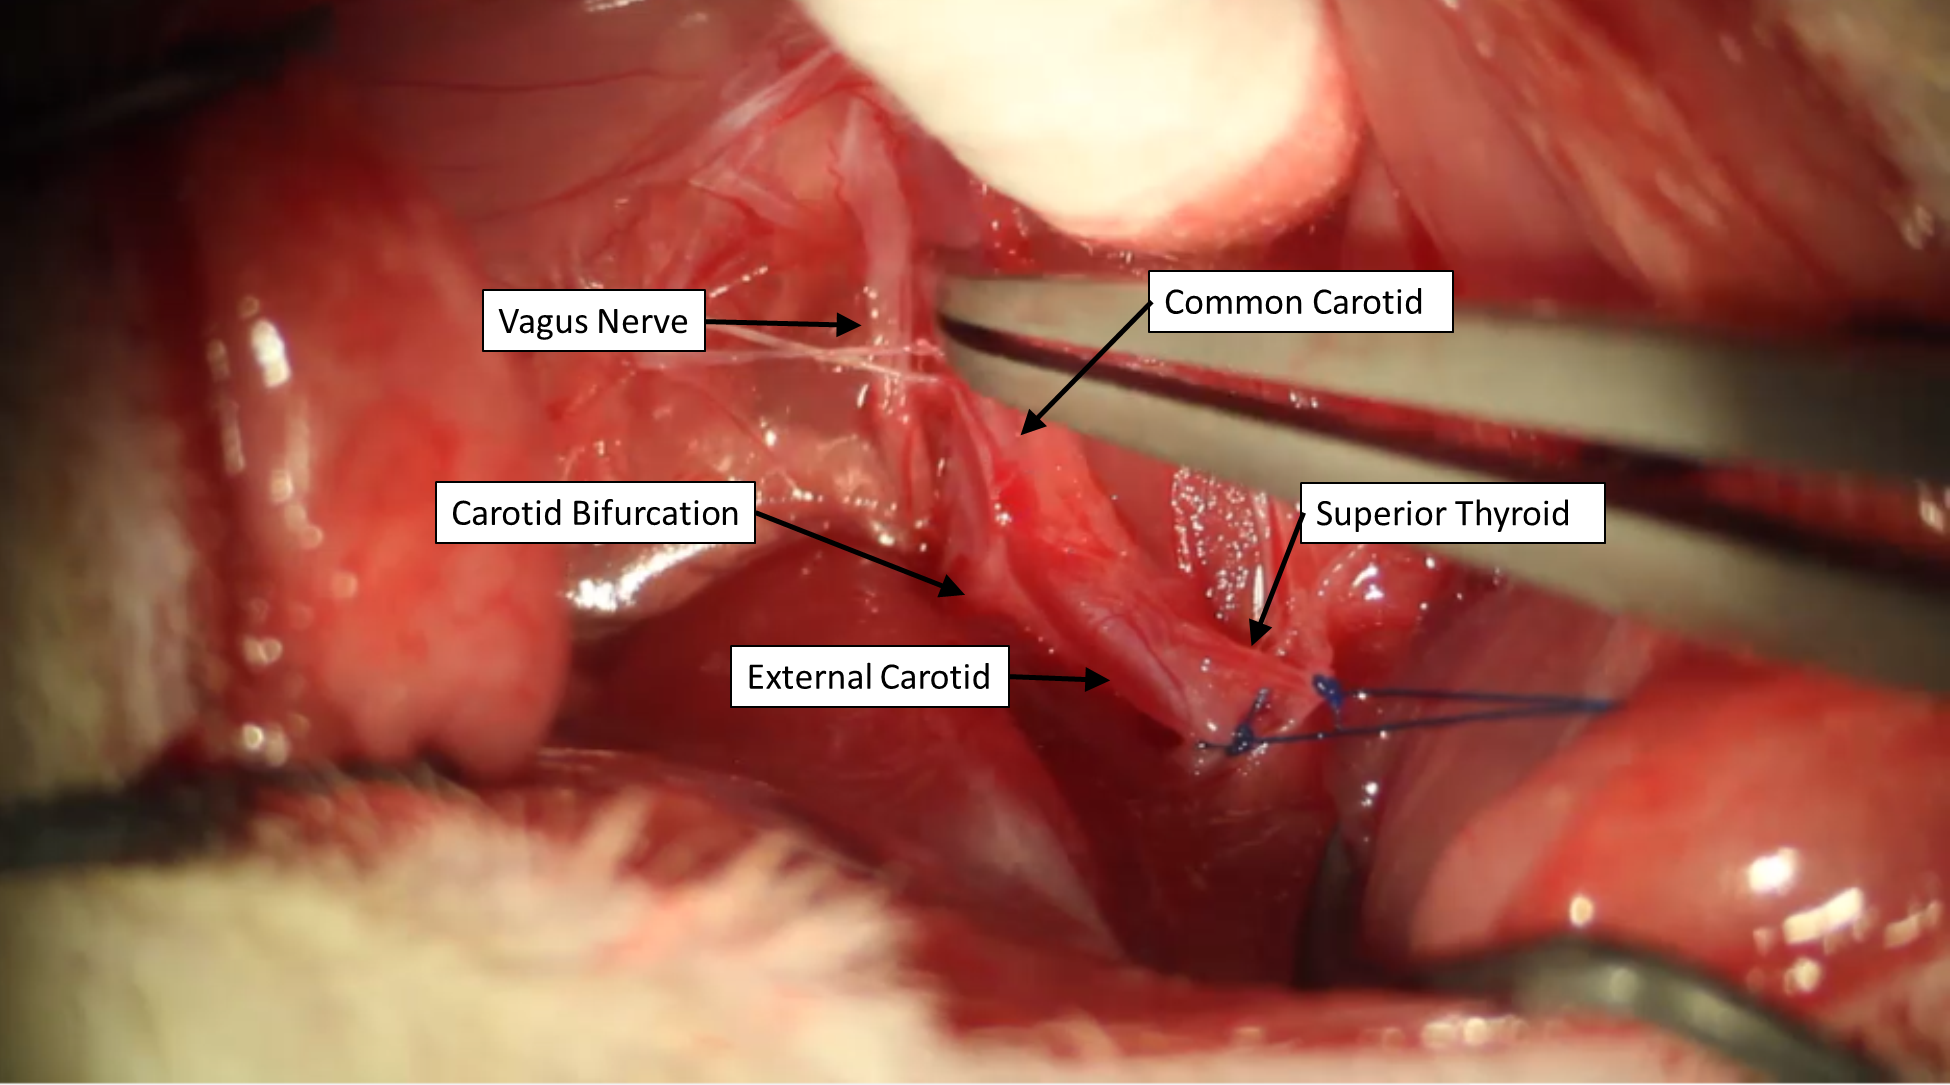 Common Carotid
Vagus Nerve
Carotid Bifurcation
Superior Thyroid
External Carotid